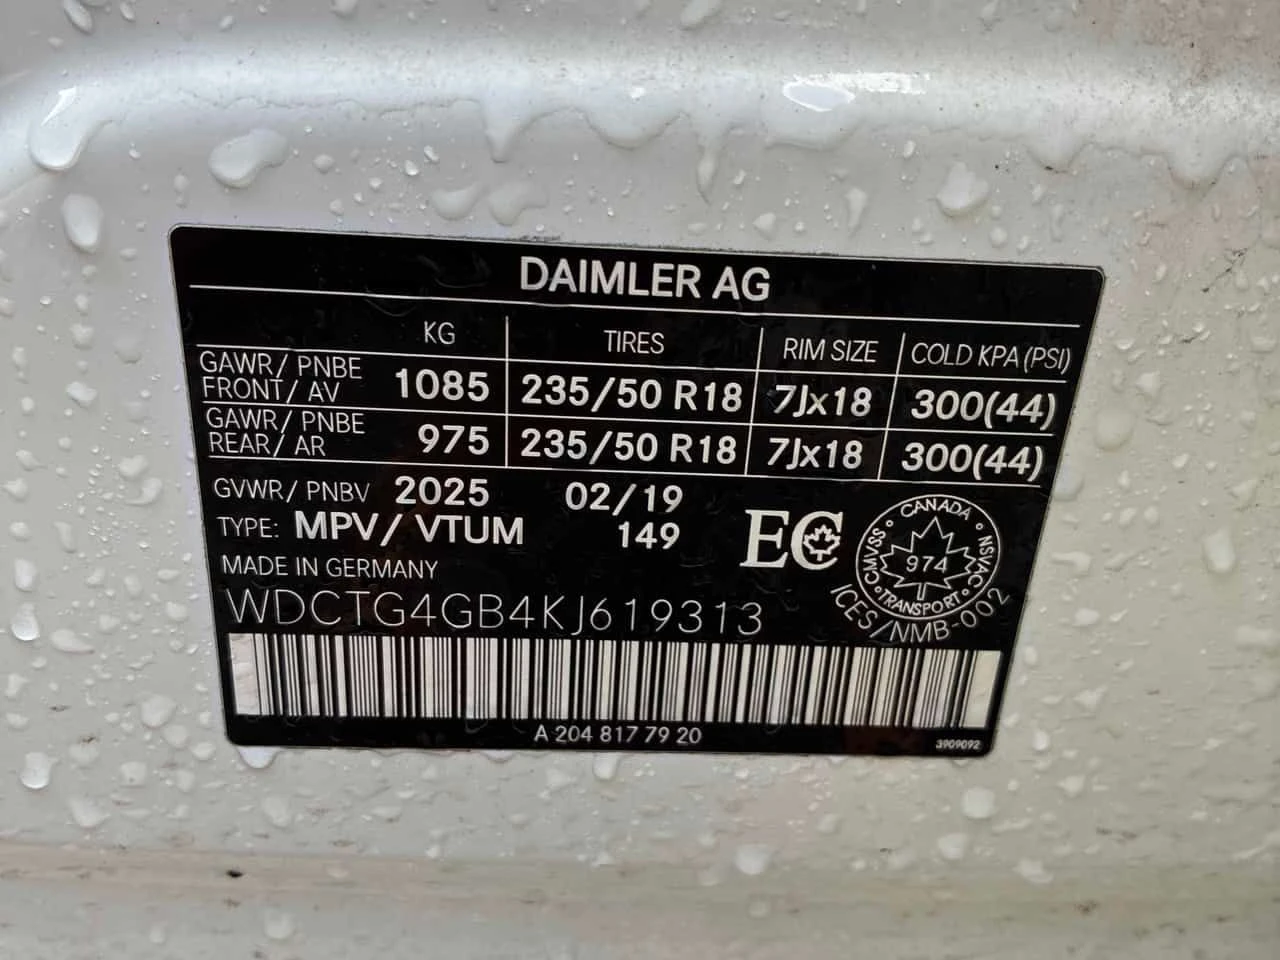 DAIMLER AG
KG TIRES RIM SIZE COLD KPA (PSI)
GAWR/ PNBE
FRONT/ AV 1085 235/50 R18 7Jx18 300(44)
GAWR/ PNBE
REAR/ AR 975 235/50 R18 7Jx18 300(44)
GVWR/ PNBV 2025 02/19
TYPE: MPV/ VTUM 149
MADE IN GERMANY
WDCTG4GB4KJ619313
EC
CANADA
CMVSS 974 NSVAC
TRANSPORT
ICES/NMB-002
A 204 817 79 20
3909092